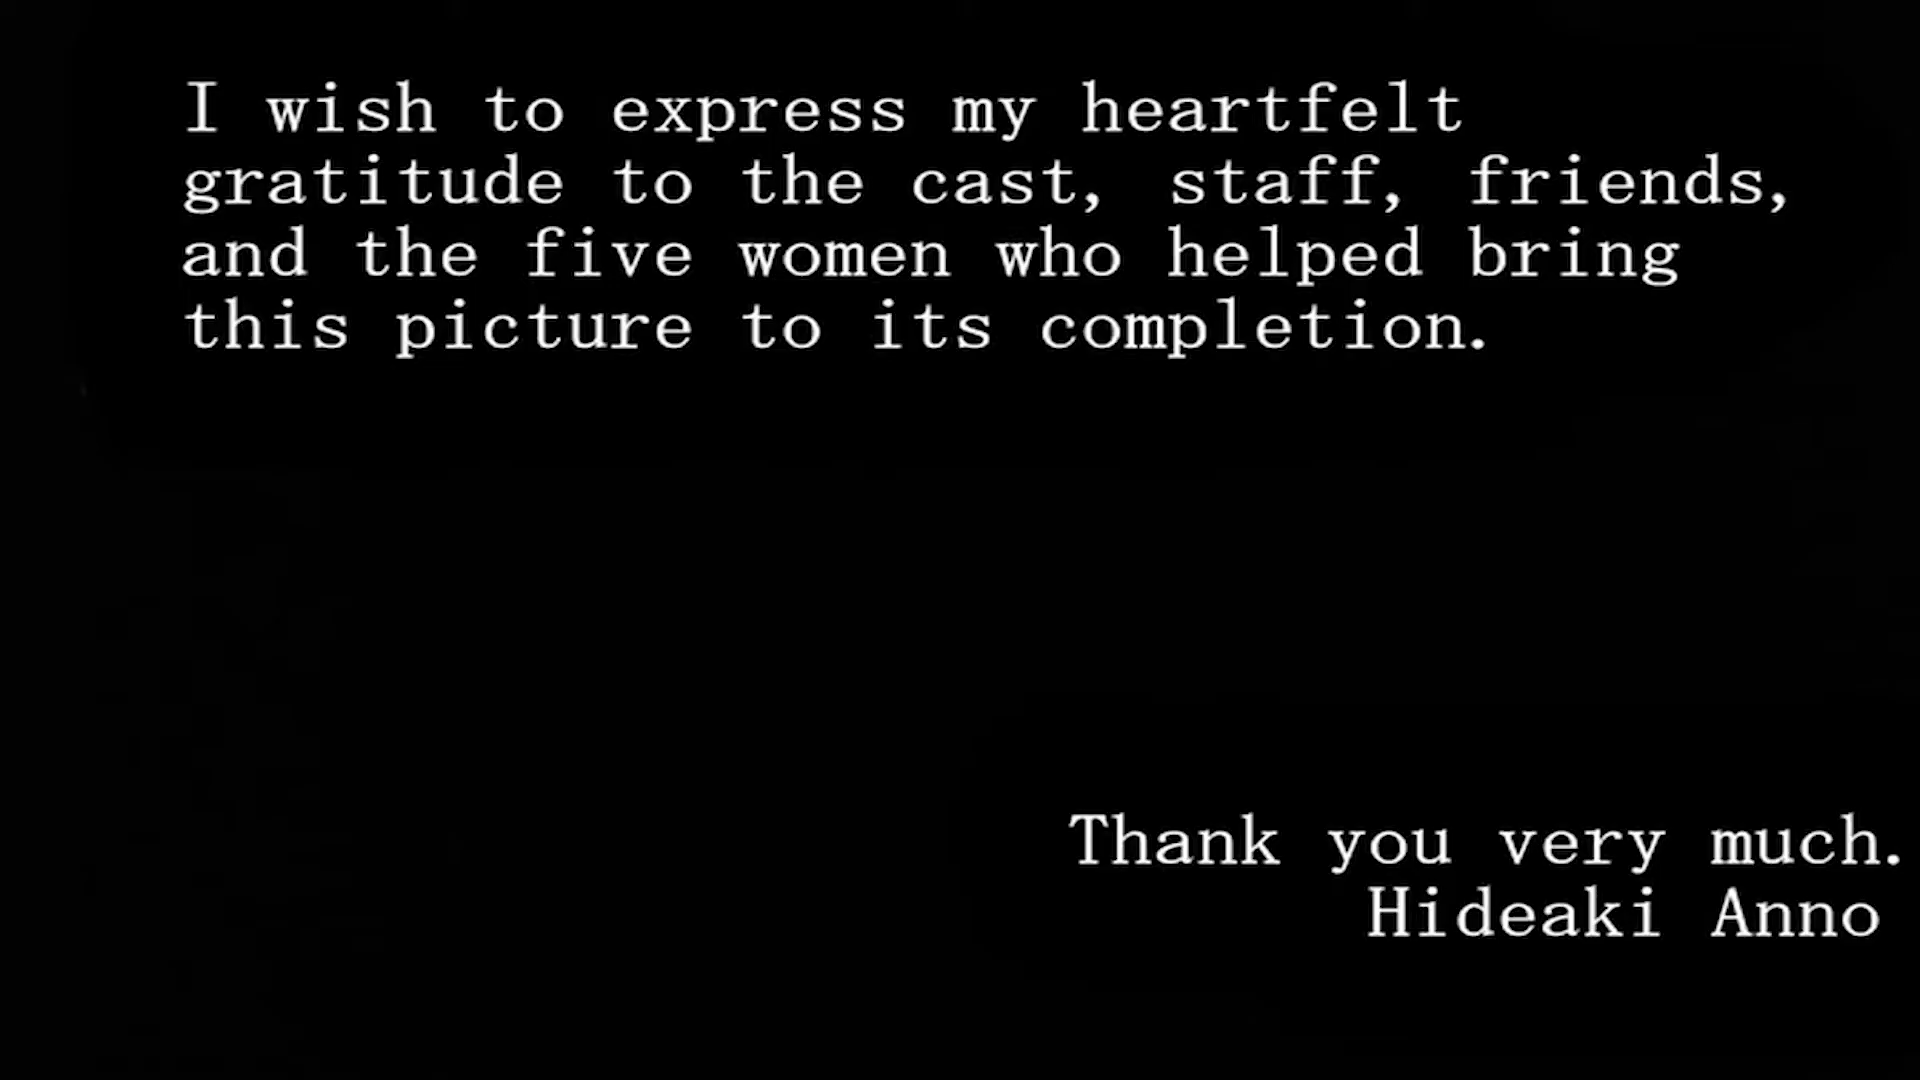 I wish to express my heartfelt
gratitude to the cast, staff, friends,
and the five women who helped bring
this picture to its completion.
Thank you very much.
Hideaki Anno